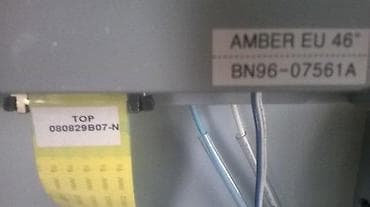 AMBER EU 46"
BN96-07561A
TOP
080829B07-N